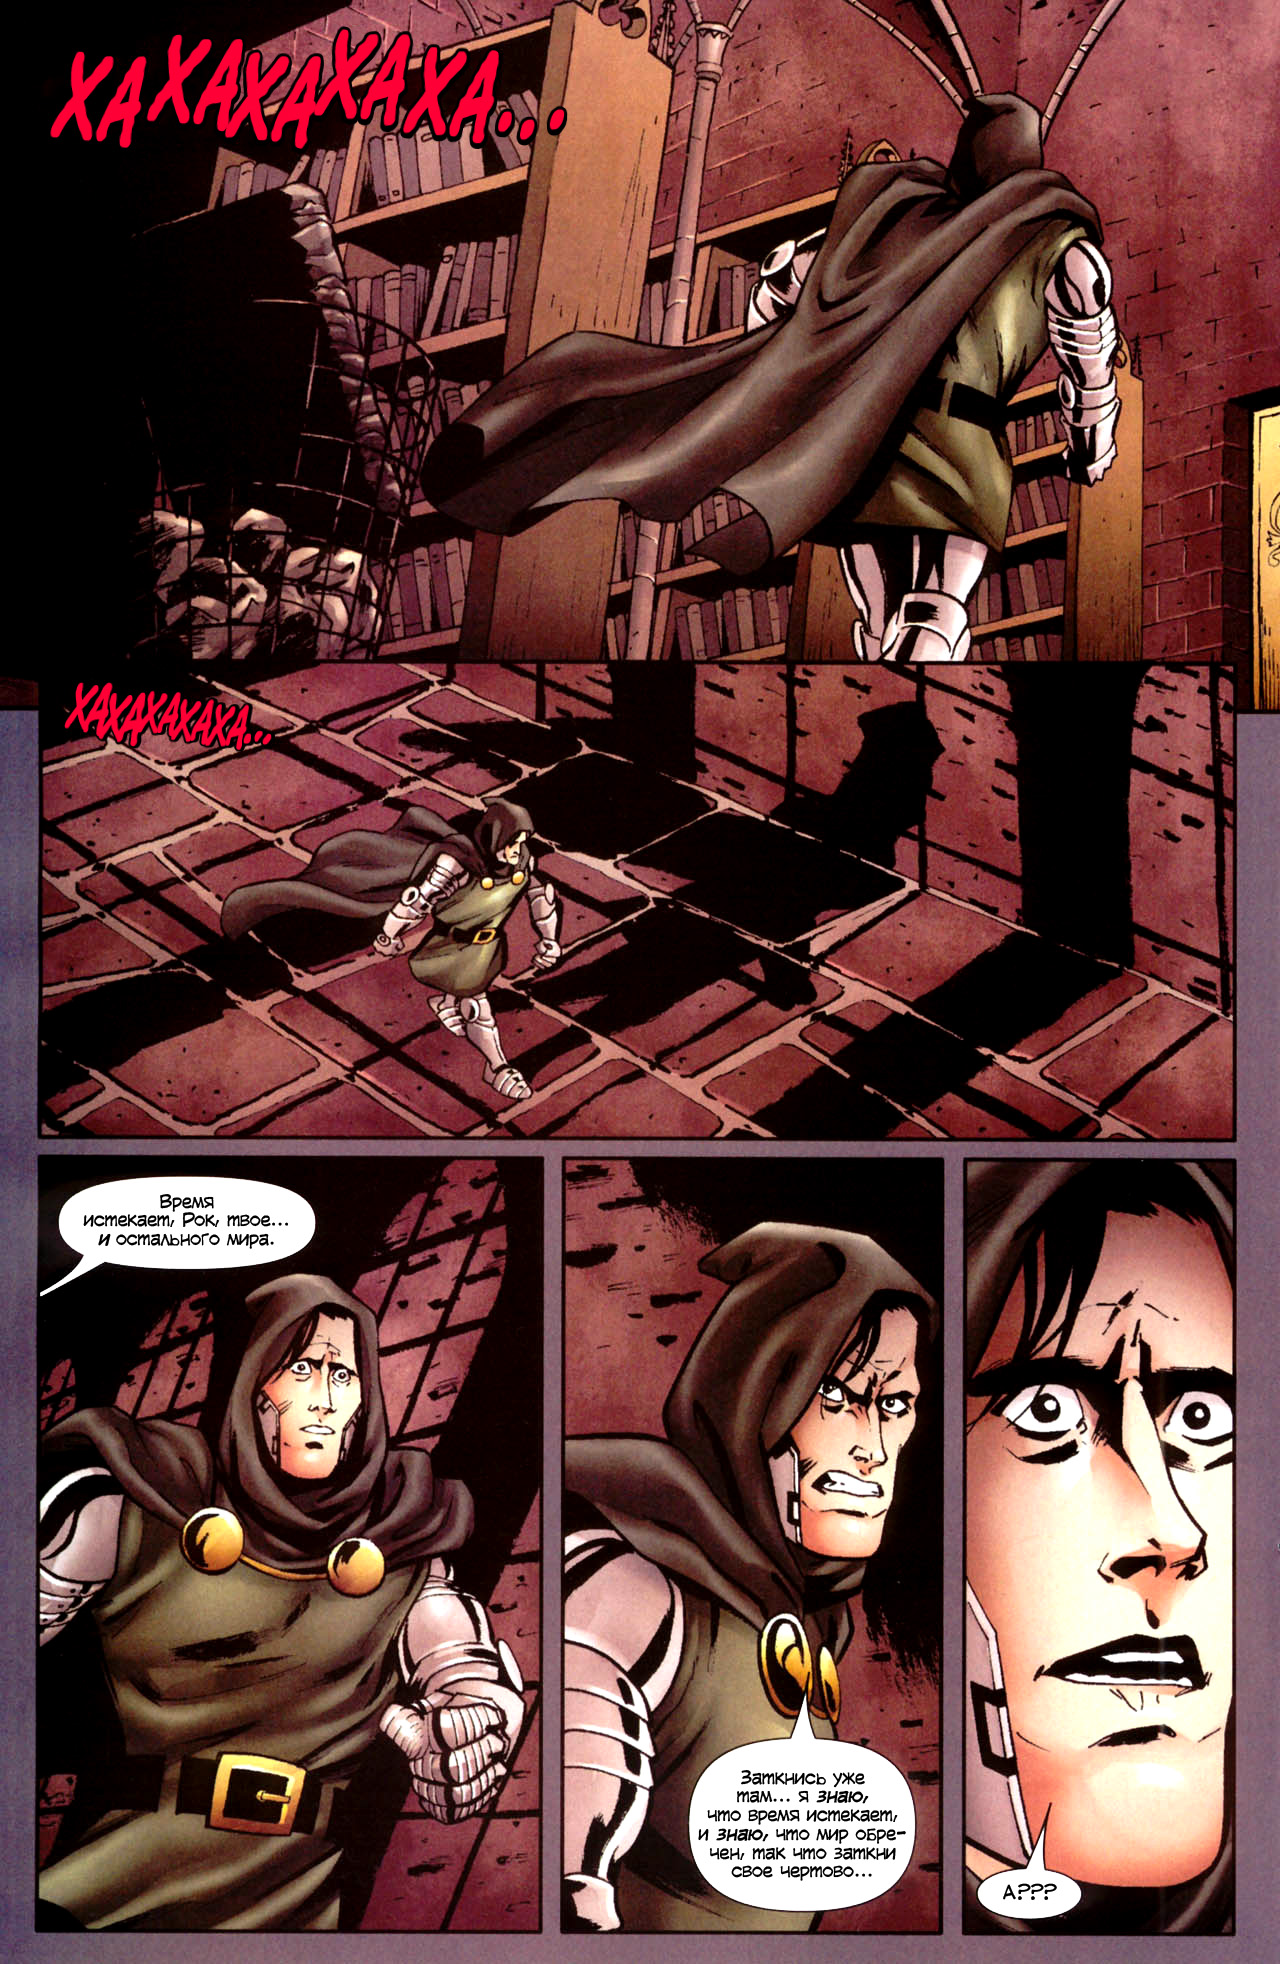 ХАХАХАХАХА...
ХАХАХАХАХА...
Время
истекает, Рок, твое...
и остального мира.
Заткнись уже
там... я знаю,
что время истекает,
и знаю, что мир обре-
чен, так что заткни
свое чертово...
А???